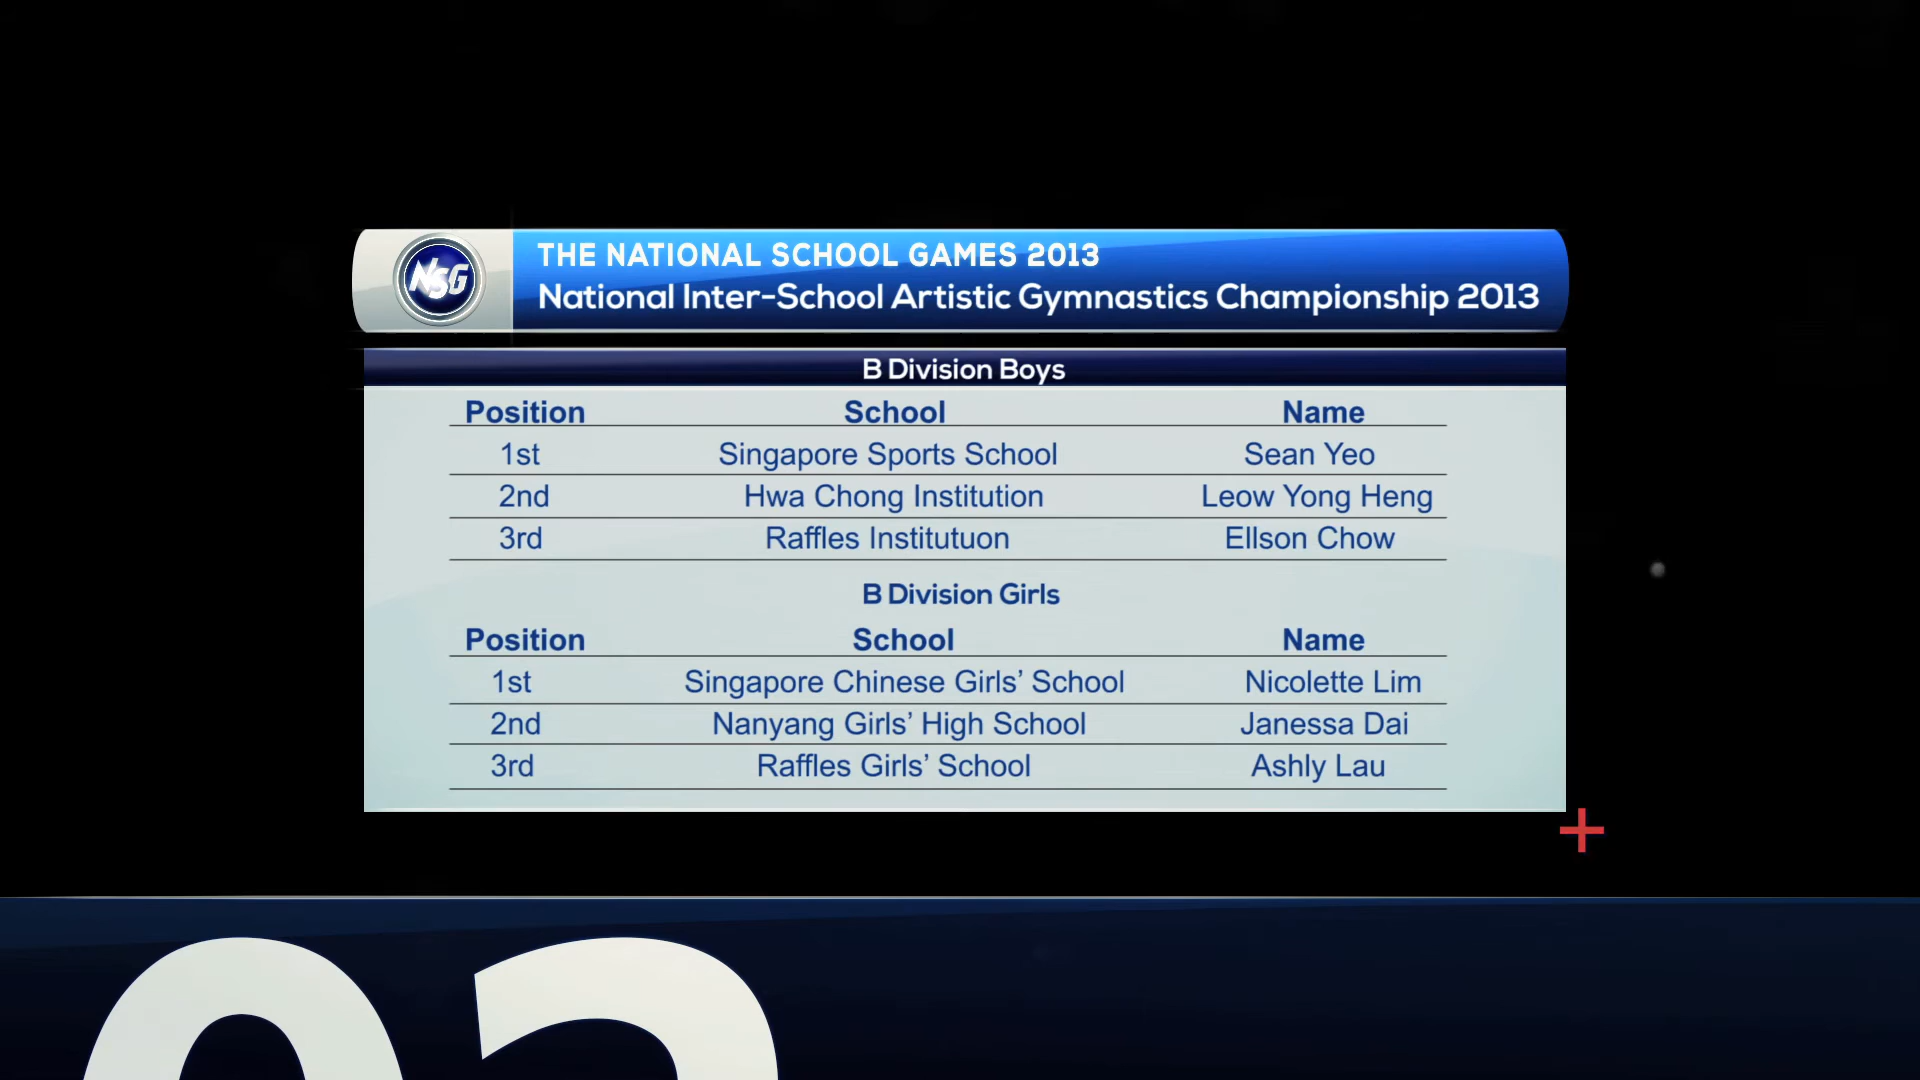 NSG
THE NATIONAL SCHOOL GAMES 2013
National Inter-School Artistic Gymnastics Championship 2013
B Division Boys
Position School Name
1st Singapore Sports School Sean Yeo
2nd Hwa Chong Institution Leow Yong Heng
3rd Raffles Institutuon Ellson Chow
B Division Girls
Position School Name
1st Singapore Chinese Girls’ School Nicolette Lim
2nd Nanyang Girls’ High School Janessa Dai
3rd Raffles Girls’ School Ashly Lau